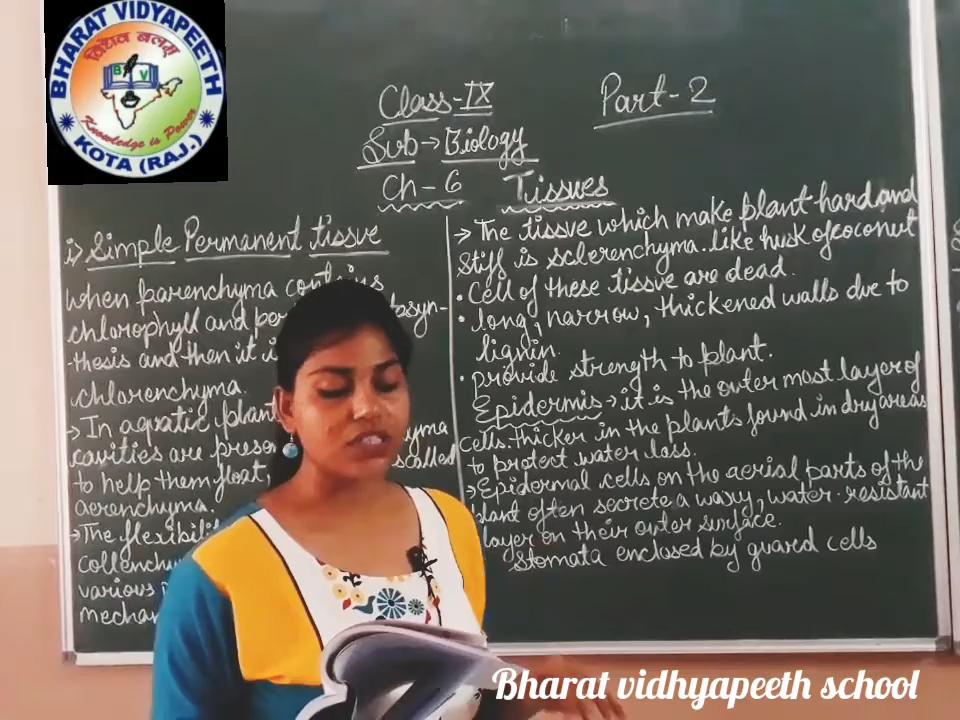 BHARAT VIDYAPEETH
विद्यैव बलम्
B V
Knowledge is Power
KOTA (RAJ.)
Class-IX
Part-2
Sub→Biology
Ch-6 Tissues
i> Simple Permanent tissue
when parenchyma contains
chlorophyll and
-thesis and then it
chlorenchyma.
→ In aquatic plan
cavities are presen
to help them float,
aerenchyma.
→ The flexibili
collenchy
various
mechan
→ The tissue which make plant hard and
stiff is sclerenchyma. like husk of coconut
• Cell of these tissue are dead.
• long, narrow, thickened walls due to
lignin.
• provide strength to plant.
Epidermis → it is the outer most layer of
cells. thicker in the plants found in dry areas
to protect water loss.
→ Epidermal cells on the aerial parts of the
plant often secrete a waxy, water-resistant
layer on their outer surface.
stomata enclosed by guard cells
Bharat vidhyapeeth school